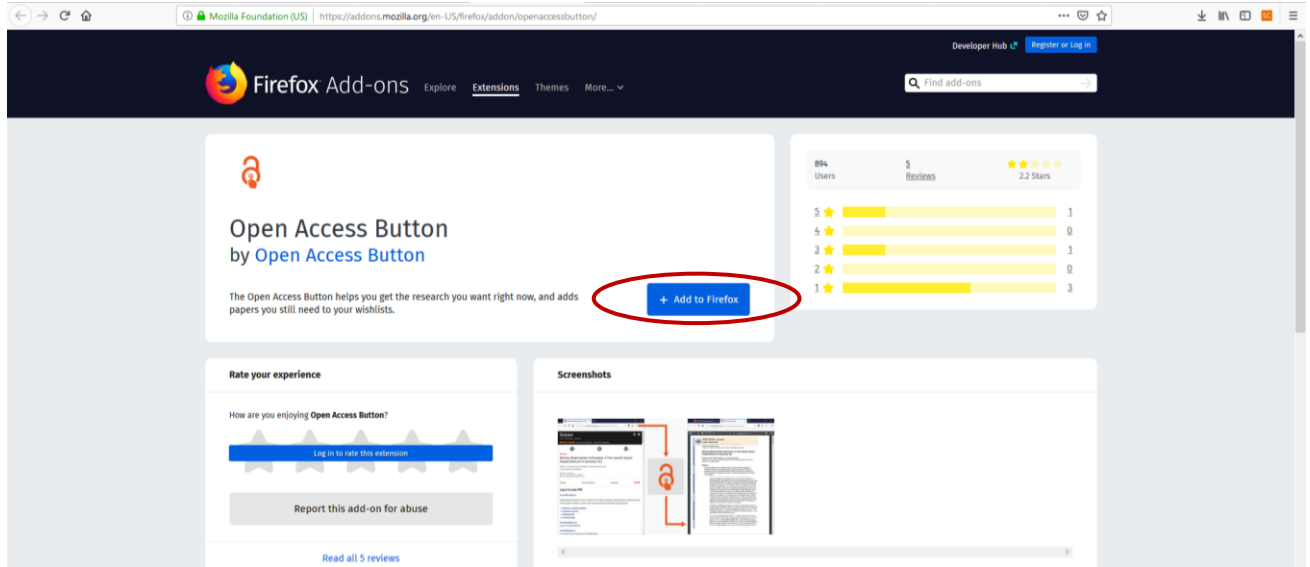 Mozilla Foundation (US)
https://addons.mozilla.org/en-US/firefox/addon/openaccessbutton/
Developer Hub
Register or Log in
Firefox Add-ons
Explore
Extensions
Themes
More...
Find add-ons
Open Access Button
by Open Access Button
The Open Access Button helps you get the research you want right now, and adds
papers you still need to your wishlists.
+ Add to Firefox
894
Users
5
Reviews
2.2 Stars
5 1
4 0
3 1
2 0
1 3
Rate your experience
How are you enjoying Open Access Button?
Log in to rate this extension
Report this add-on for abuse
Read all 5 reviews
Screenshots